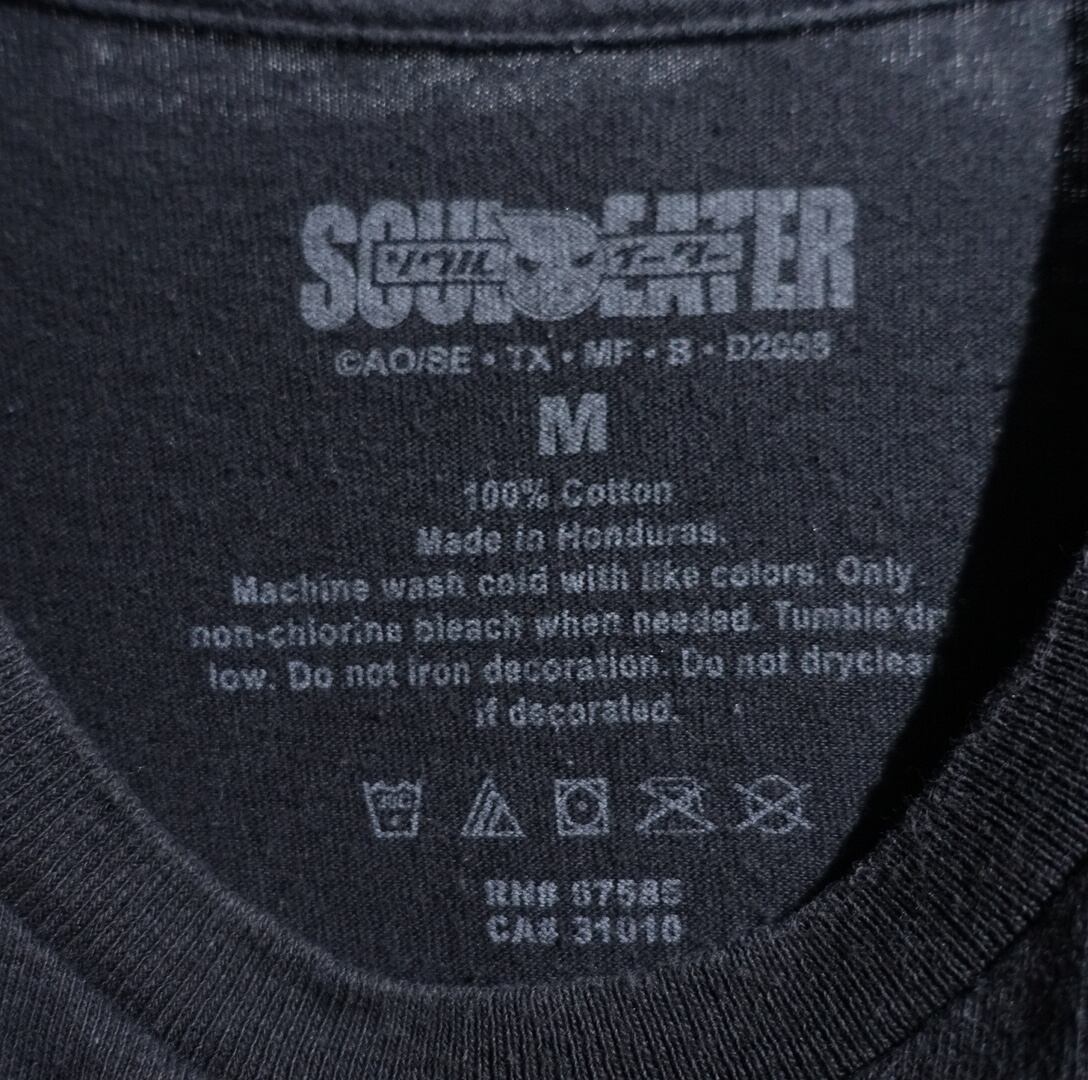 SOUL EATER
ソウル イーター
©AO/SE • TX • MF • B • D2008
M
100% Cotton
Made in Honduras.
Machine wash cold with like colors. Only
non-chlorine bleach when needed. Tumble dr
low. Do not iron decoration. Do not dryclean
if decorated.
RN# 67585
CA# 31010